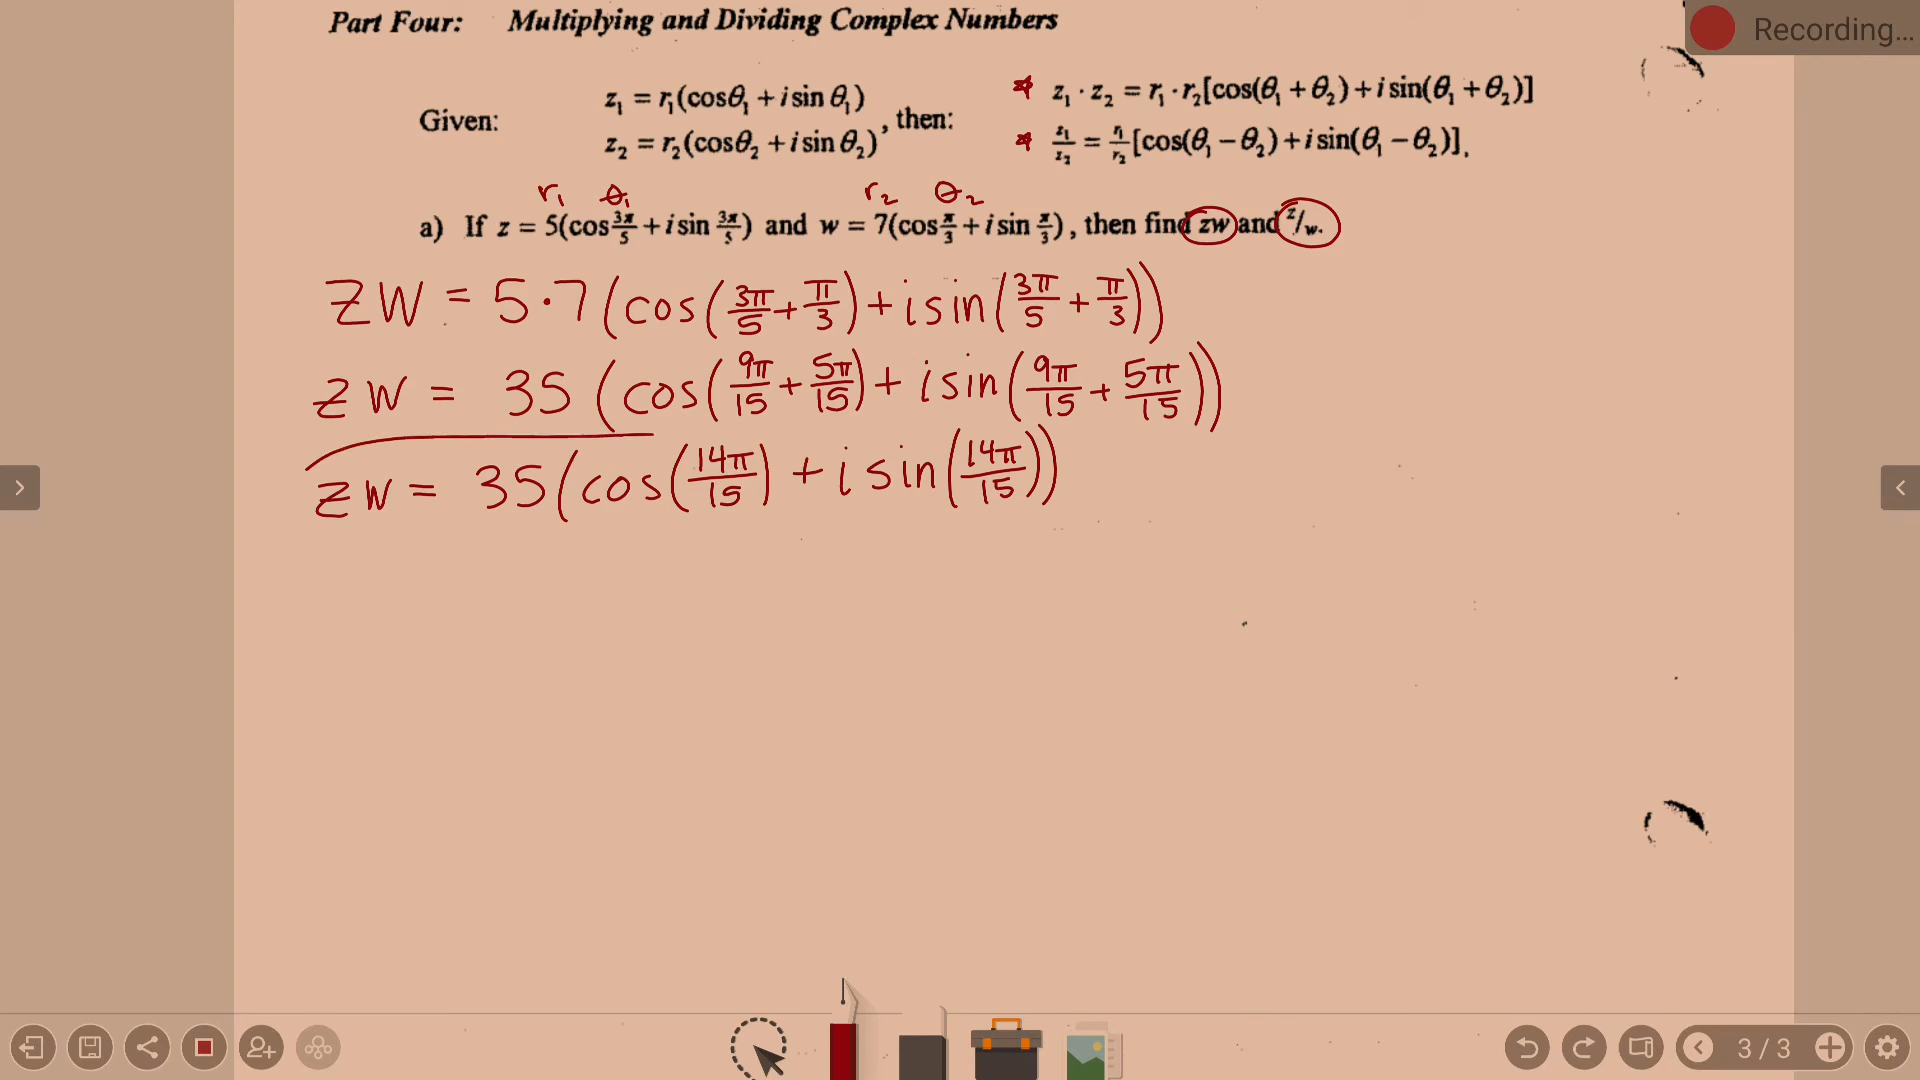 Part Four: Multiplying and Dividing Complex Numbers
Recording...
Given: z₁ = r₁(cosθ₁ + i sin θ₁)
z₂ = r₂(cosθ₂ + i sin θ₂)
, then:
* z₁ · z₂ = r₁ · r₂[cos(θ₁ + θ₂) + i sin(θ₁ + θ₂)]
* z₁/z₂ = r₁/r₂[cos(θ₁ − θ₂) + i sin(θ₁ − θ₂)].
r₁ θ₁ r₂ θ₂
a) If z = 5(cos 3π/5 + i sin 3π/5) and w = 7(cos π/3 + i sin π/3), then find zw and z/w.
ZW = 5·7(cos(3π/5 + π/3) + i sin(3π/5 + π/3))
ZW = 35(cos(9π/15 + 5π/15) + i sin(9π/15 + 5π/15))
ZW = 35(cos(14π/15) + i sin(14π/15))
3 / 3